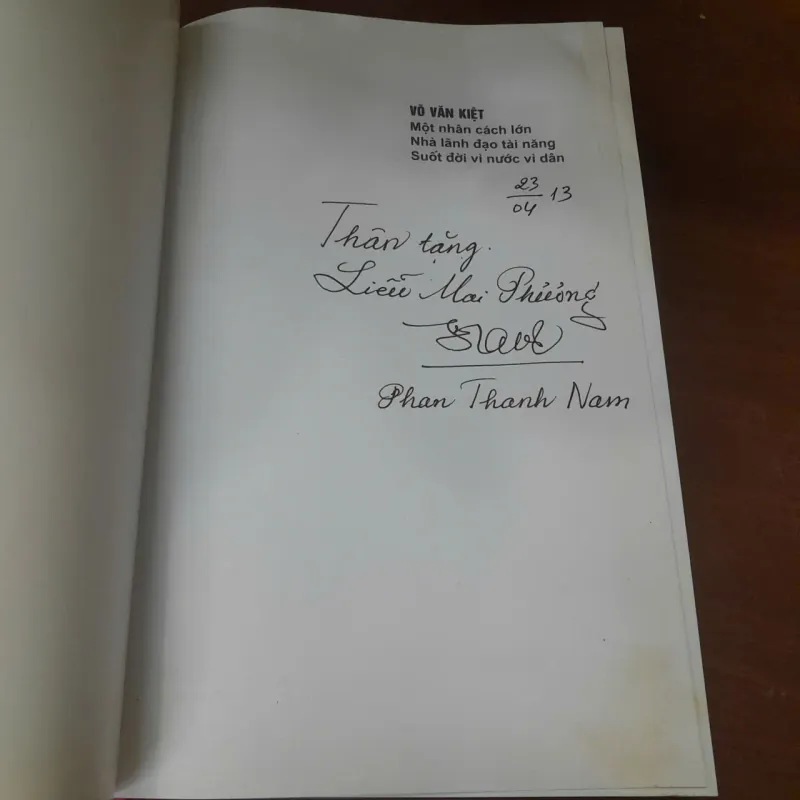 VÕ VĂN KIỆT
Một nhân cách lớn
Nhà lãnh đạo tài năng
Suốt đời vì nước vì dân
23/04 13
Thân tặng.
Liễu Mai Phương
Phan Thanh Nam